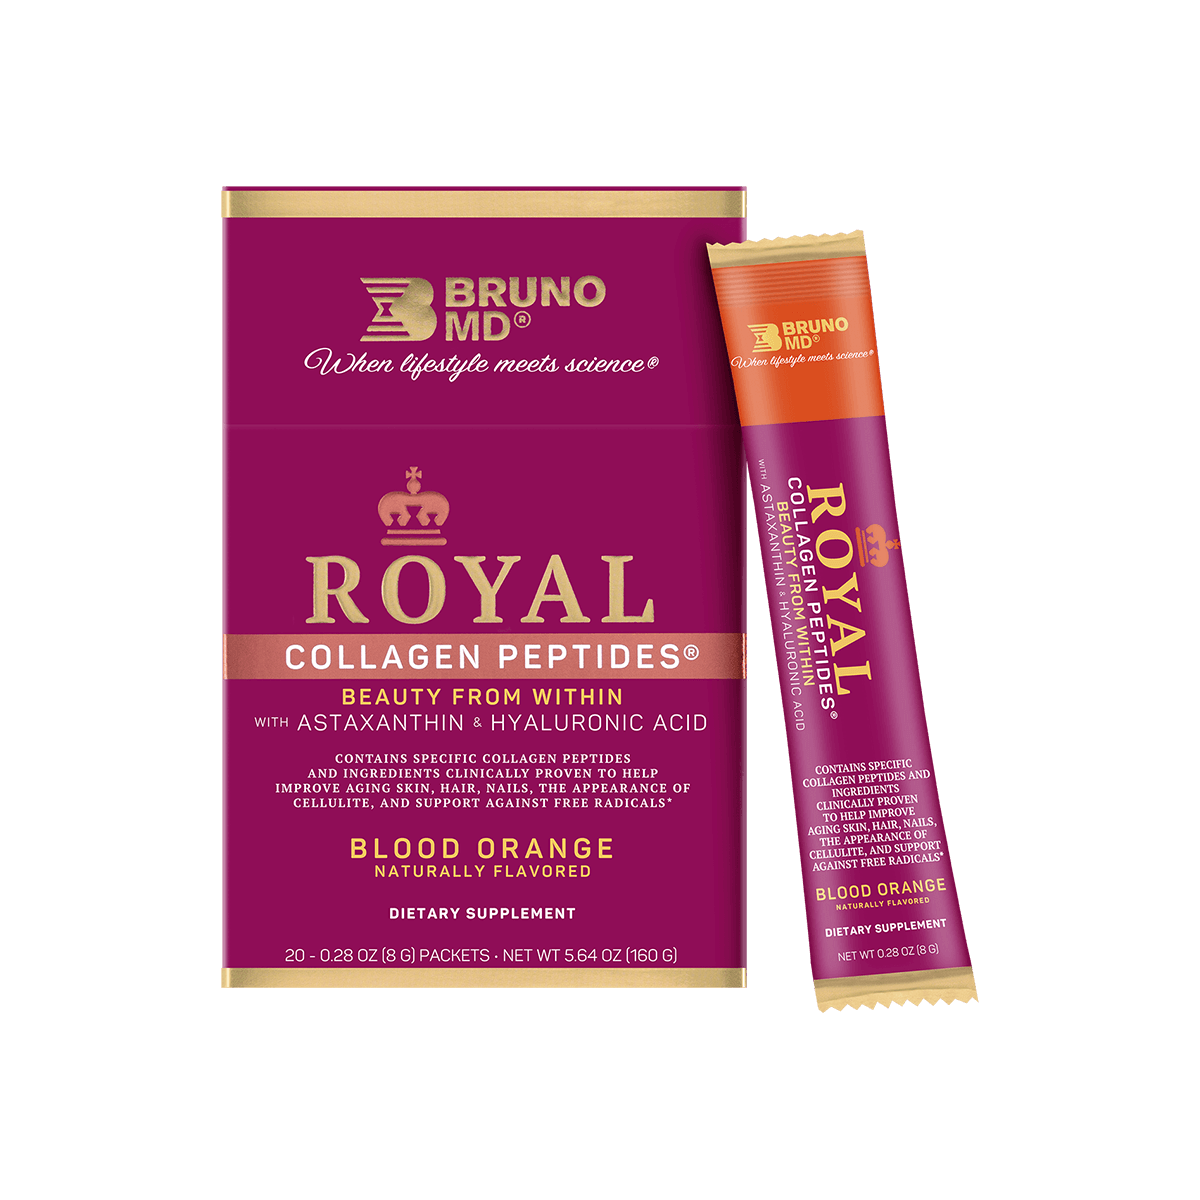 BRUNO
MD®
When lifestyle meets science®
ROYAL
COLLAGEN PEPTIDES®
BEAUTY FROM WITHIN
WITH ASTAXANTHIN & HYALURONIC ACID
CONTAINS SPECIFIC COLLAGEN PEPTIDES
AND INGREDIENTS CLINICALLY PROVEN TO HELP
IMPROVE AGING SKIN, HAIR, NAILS, THE APPEARANCE OF
CELLULITE, AND SUPPORT AGAINST FREE RADICALS*
BLOOD ORANGE
NATURALLY FLAVORED
DIETARY SUPPLEMENT
20 - 0.28 OZ (8 G) PACKETS · NET WT 5.64 OZ (160 G)
BRUNO
MD®
When lifestyle meets science®
ROYAL
COLLAGEN PEPTIDES®
BEAUTY FROM WITHIN
WITH ASTAXANTHIN & HYALURONIC ACID
CONTAINS SPECIFIC
COLLAGEN PEPTIDES AND
INGREDIENTS
CLINICALLY PROVEN
TO HELP IMPROVE
AGING SKIN, HAIR, NAILS,
THE APPEARANCE OF
CELLULITE, AND SUPPORT
AGAINST FREE RADICALS*
BLOOD ORANGE
NATURALLY FLAVORED
DIETARY SUPPLEMENT
NET WT 0.28 OZ (8 G)